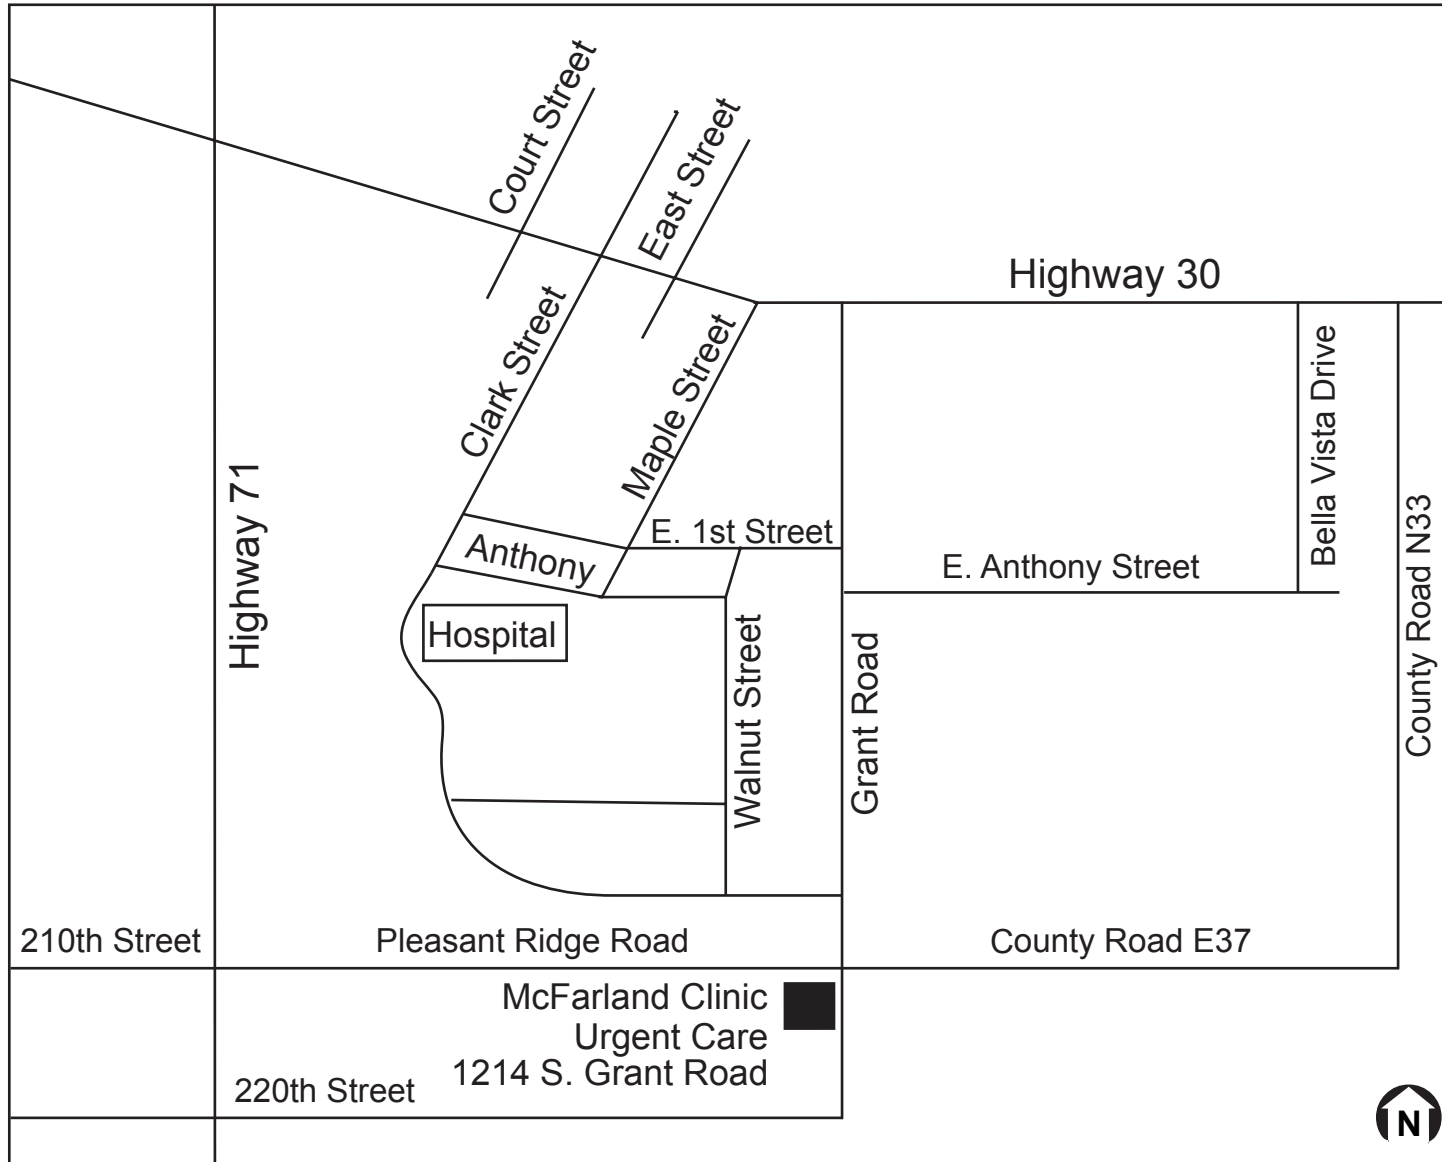 Court Street
East Street
Highway 30
Clark Street
Maple Street
Bella Vista Drive
Highway 71
E. 1st Street
Anthony
E. Anthony Street
County Road N33
Hospital
Walnut Street
Grant Road
210th Street
Pleasant Ridge Road
County Road E37
McFarland Clinic
Urgent Care
1214 S. Grant Road
220th Street
N